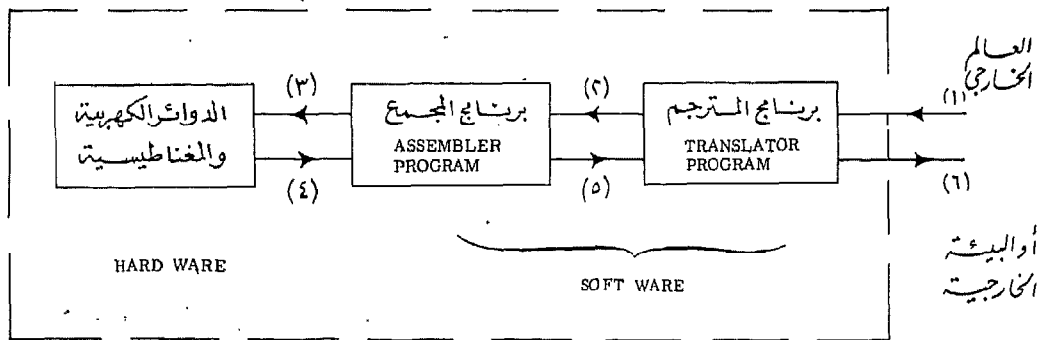 العالم
الخارجي
(١)
(٢)
(٣)
برنامج المترجم
TRANSLATOR
PROGRAM
برنامج المجمع
ASSEMBLER
PROGRAM
الدوائر الكهربية
والمغناطيسية
(٤)
(٥)
(٦)
أو البيئة
الخارجية
HARD WARE
SOFT WARE